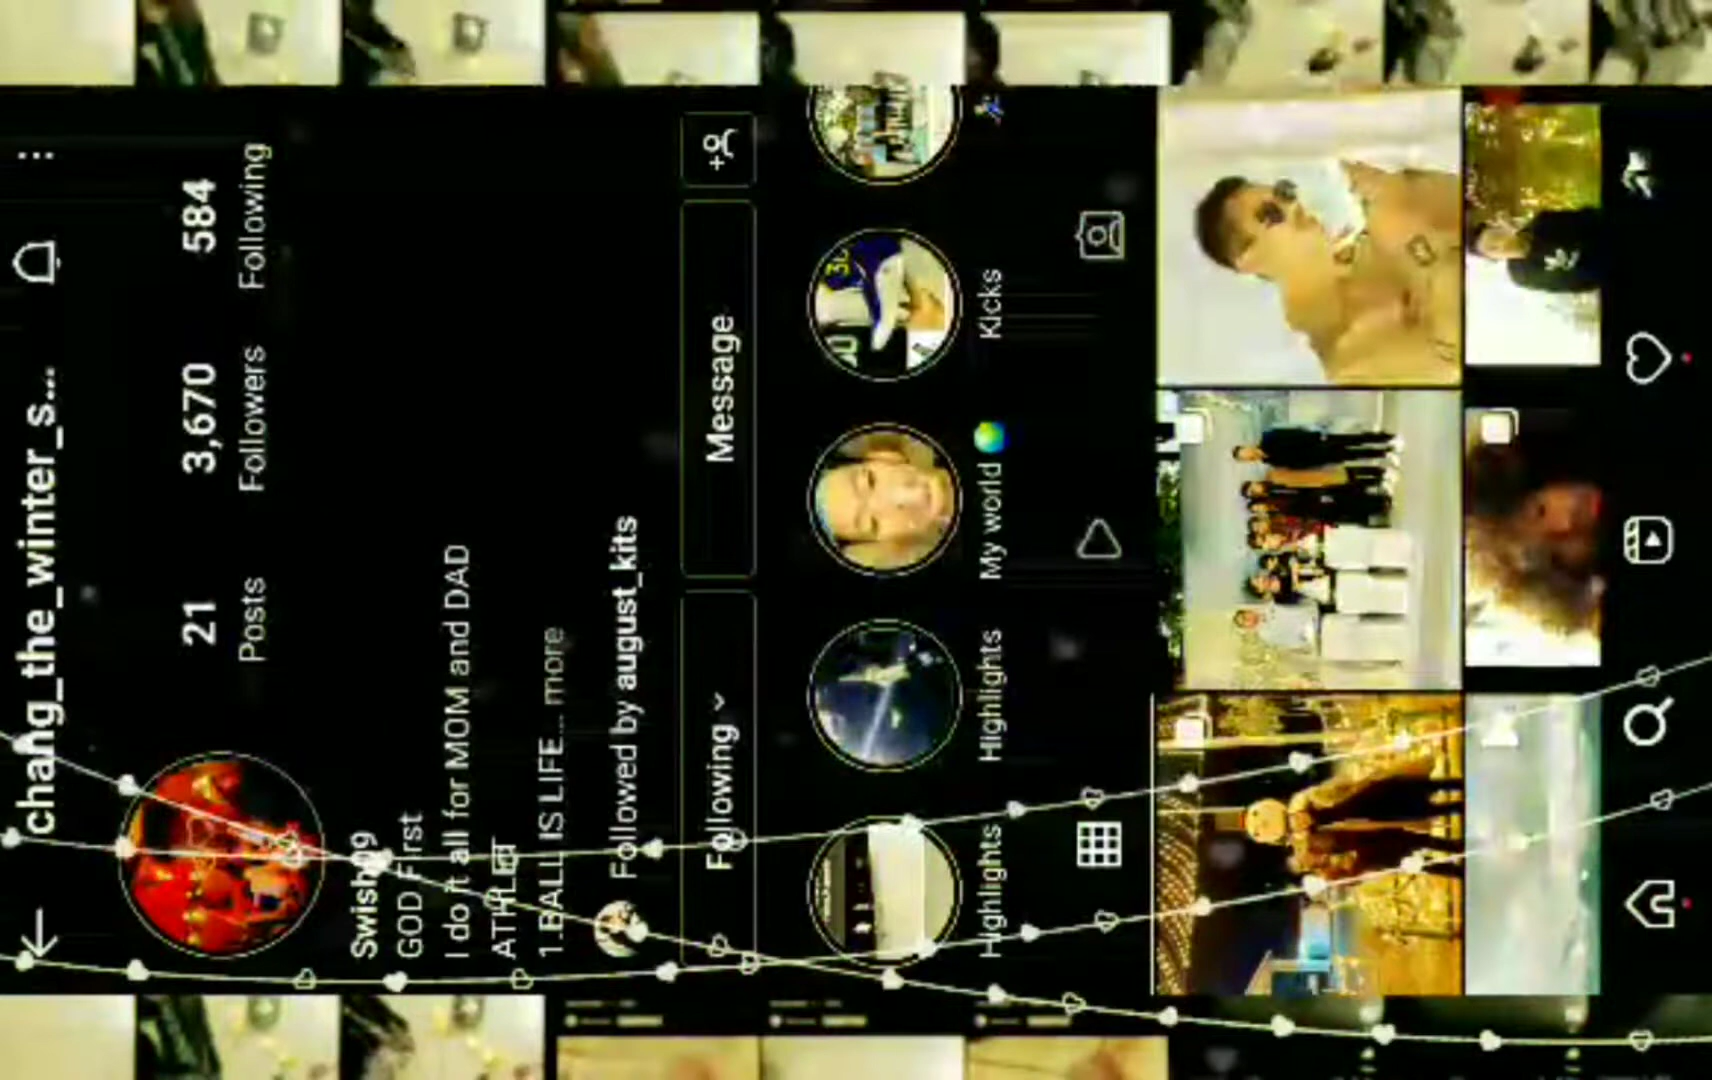 chang_the_winter_s...
21 3,670 584
Posts Followers Following
Swish09
GOD First
I do it all for MOM and DAD
1.BALL IS LIFE... more
Followed by august_kits
Following Message
Highlights Highlights My world Kicks